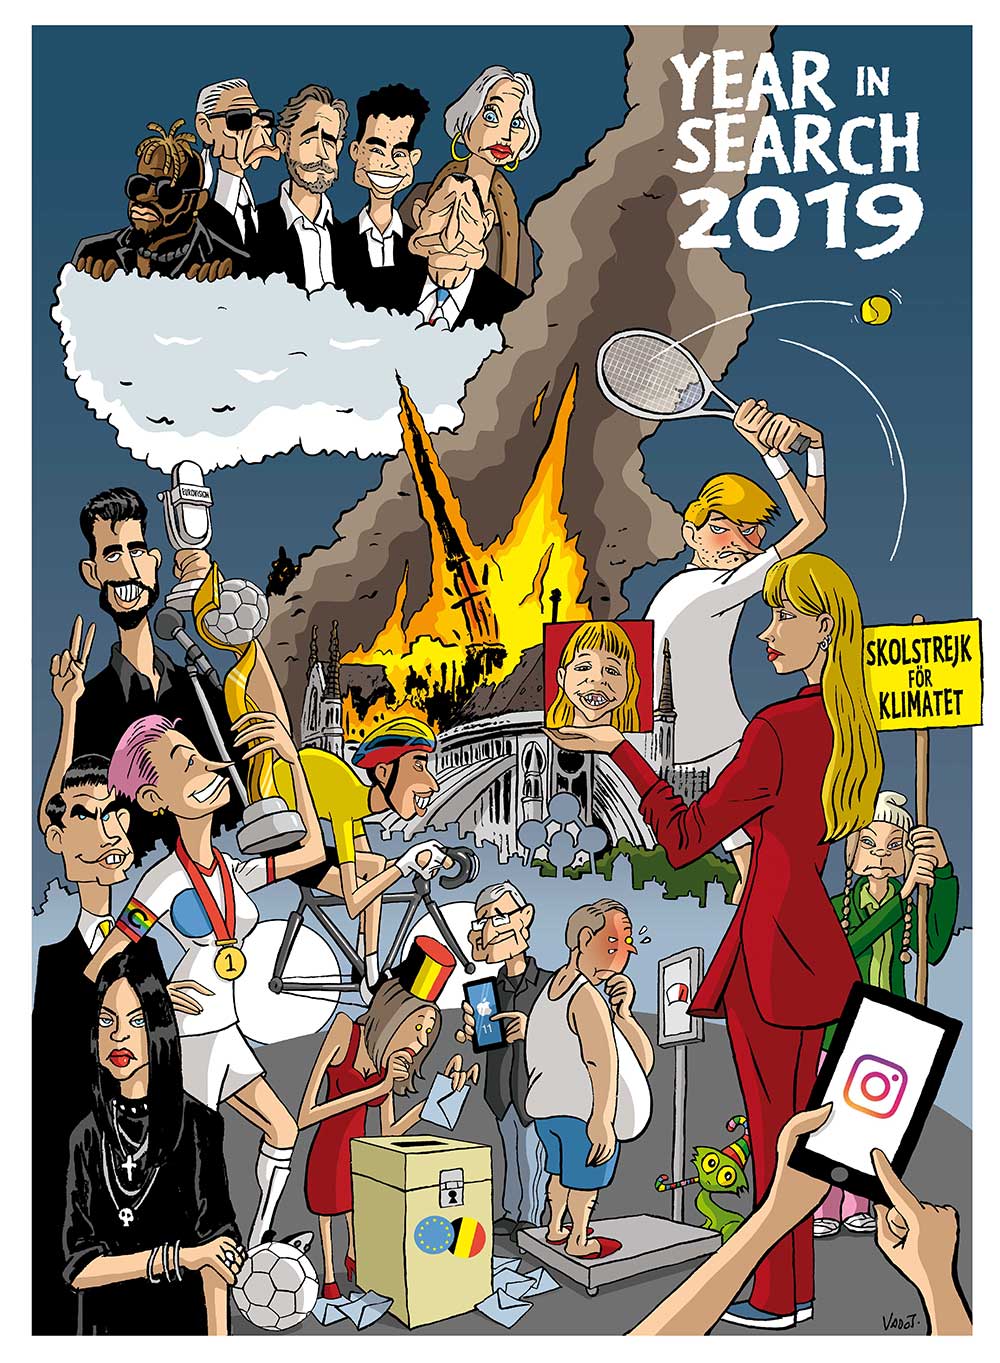 YEAR IN
SEARCH
2019
EUROVISION
SKOLSTREJK
FÖR
KLIMATET
1
11
VADOT.